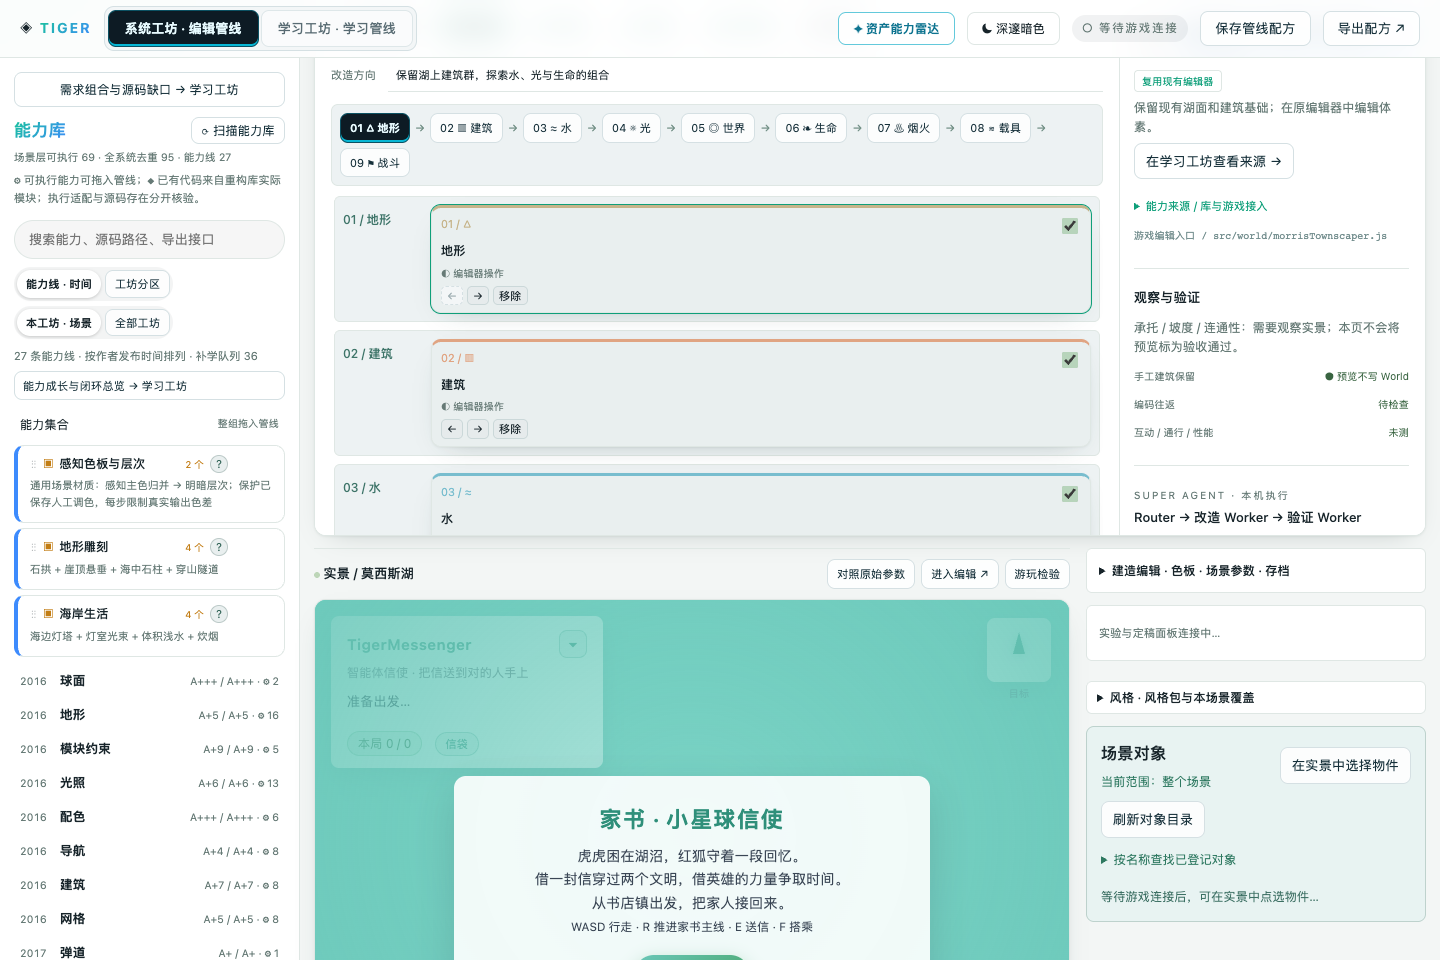 ◈ TIGER
系统工坊 · 编辑管线
学习工坊 · 学习管线
✦ 资产能力雷达
深邃暗色
等待游戏连接
保存管线配方
导出配方 ↗
需求组合与源码缺口 → 学习工坊
能力库
⟳ 扫描能力库
场景层可执行 69 · 全系统去重 95 · 能力线 27
⚙ 可执行能力可拖入管线；◆ 已有代码来自重构库实际
模块；执行适配与源码存在分开核验。
搜索能力、源码路径、导出接口
能力线 · 时间
工坊分区
本工坊 · 场景
全部工坊
27 条能力线 · 按作者发布时间排列 · 补学队列 36
能力成长与闭环总览 → 学习工坊
能力集合
整组拖入管线
感知色板与层次
2 个
?
通用场景材质：感知主色归并 → 明暗层次；保护已
保存人工调色，每步限制真实输出色差
地形雕刻
4 个
?
石拱 + 崖顶悬垂 + 海中石柱 + 穿山隧道
海岸生活
4 个
?
海边灯塔 + 灯室光束 + 体积浅水 + 炊烟
2016 球面 A+++ / A+++ · ⚙ 2
2016 地形 A+5 / A+5 · ⚙ 16
2016 模块约束 A+9 / A+9 · ⚙ 5
2016 光照 A+6 / A+6 · ⚙ 13
2016 配色 A+++ / A+++ · ⚙ 6
2016 导航 A+4 / A+4 · ⚙ 8
2016 建筑 A+7 / A+7 · ⚙ 8
2016 网格 A+5 / A+5 · ⚙ 8
2017 弹道 A+ / A+ · ⚙ 1
改造方向
保留湖上建筑群，探索水、光与生命的组合
01 △ 地形 →
02 ▥ 建筑 →
03 ≈ 水 →
04 ☼ 光 →
05 ◎ 世界 →
06 ❧ 生命 →
07 ♨ 烟火 →
08 ≋ 载具 →
09 ⚑ 战斗
01 / 地形
01 / △
地形
◐ 编辑器操作
← → 移除
02 / 建筑
02 / ▥
建筑
◐ 编辑器操作
← → 移除
03 / 水
03 / ≈
水
复用现有编辑器
保留现有湖面和建筑基础；在原编辑器中编辑体
素。
在学习工坊查看来源 →
▶ 能力来源 / 库与游戏接入
游戏编辑入口 / src/world/morrisTownscaper.js
观察与验证
承托 / 坡度 / 连通性：需要观察实景；本页不会将
预览标为验收通过。
手工建筑保留
● 预览不写 World
编码往返
待检查
互动 / 通行 / 性能
未测
SUPER AGENT · 本机执行
Router → 改造 Worker → 验证 Worker
实景 / 莫西斯湖
对照原始参数
进入编辑 ↗
游玩检验
TigerMessenger
智能体信使 · 把信送到对的人手上
准备出发...
本局 0 / 0
信袋
目标
家书 · 小星球信使
虎虎困在湖沼，红狐守着一段回忆。
借一封信穿过两个文明，借英雄的力量争取时间。
从书店镇出发，把家人接回来。
WASD 行走 · R 推进家书主线 · E 送信 · F 搭乘
▶ 建造编辑 · 色板 · 场景参数 · 存档
实验与定稿面板连接中...
▶ 风格 · 风格包与本场景覆盖
场景对象
在实景中选择物件
当前范围：整个场景
刷新对象目录
▶ 按名称查找已登记对象
等待游戏连接后，可在实景中点选物件...